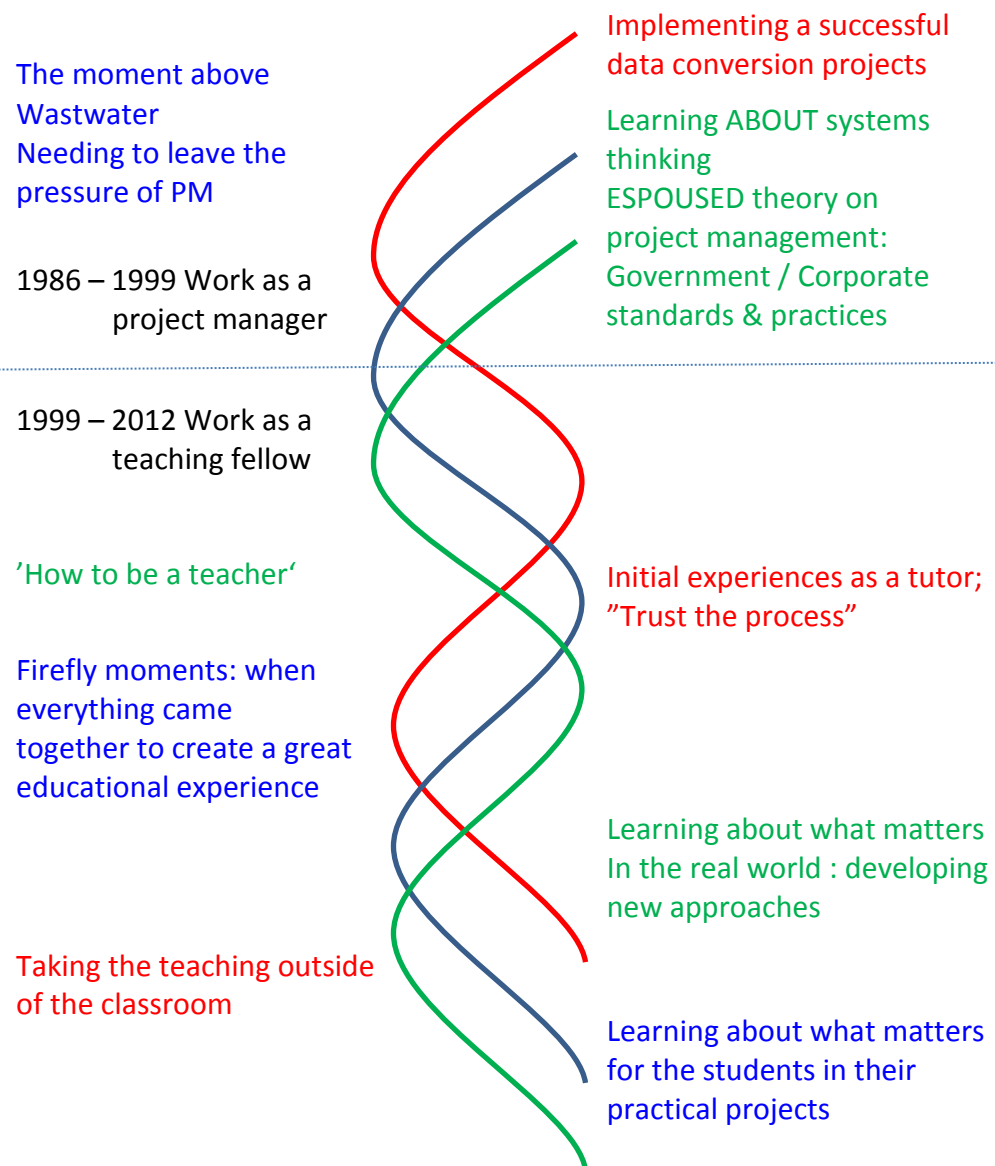 Implementing a successful
data conversion projects
The moment above
Wastwater
Needing to leave the
pressure of PM
Learning ABOUT systems
thinking
ESPOUSED theory on
project management:
Government / Corporate
standards & practices
1986 – 1999 Work as a
project manager
1999 – 2012 Work as a
teaching fellow
’How to be a teacher‘
Initial experiences as a tutor;
”Trust the process”
Firefly moments: when
everything came
together to create a great
educational experience
Learning about what matters
In the real world : developing
new approaches
Taking the teaching outside
of the classroom
Learning about what matters
for the students in their
practical projects